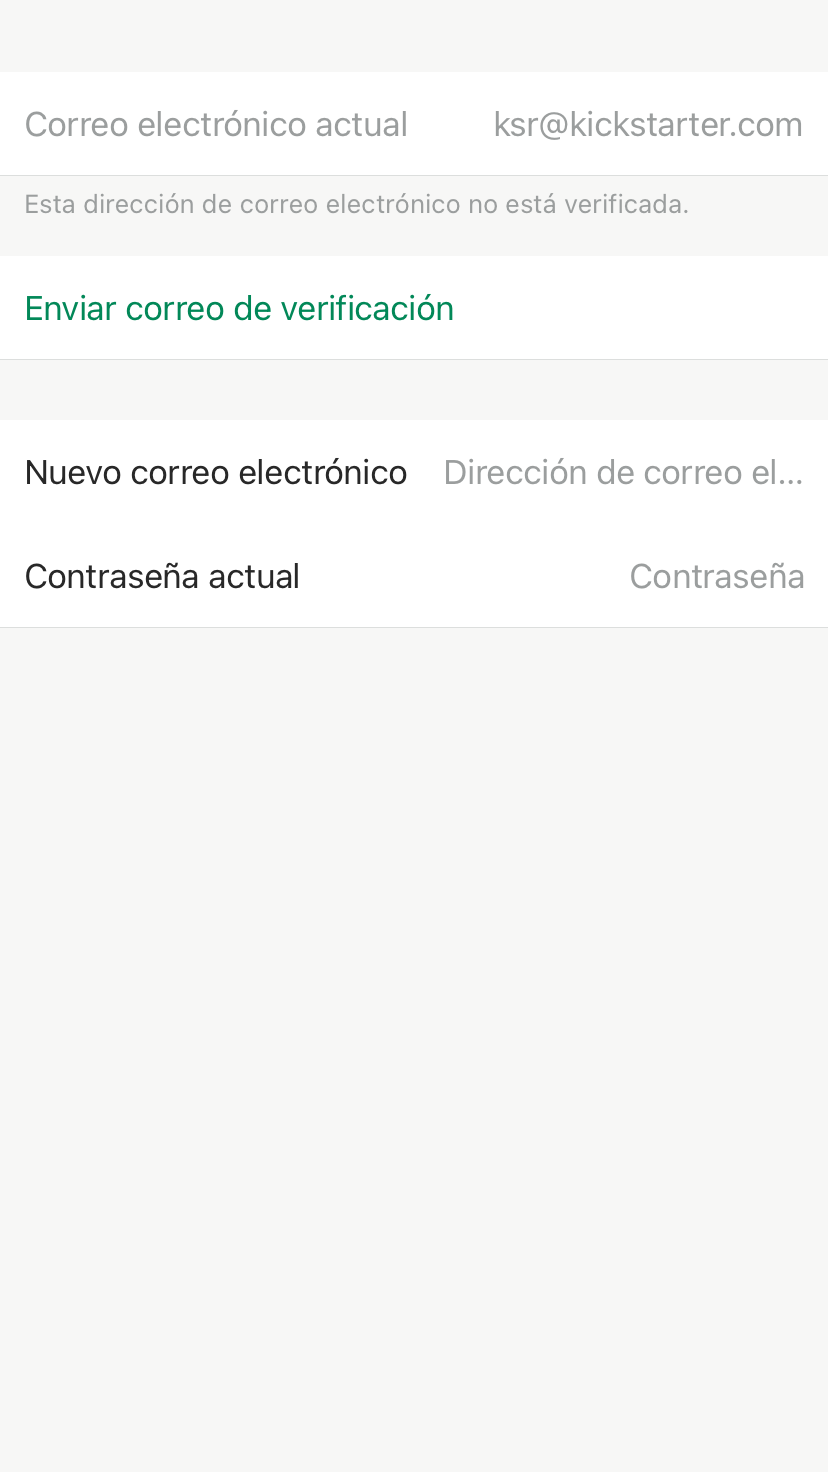 Correo electrónico actual ksr@kickstarter.com
Esta dirección de correo electrónico no está verificada.
Enviar correo de verificación
Nuevo correo electrónico Dirección de correo el...
Contraseña actual Contraseña